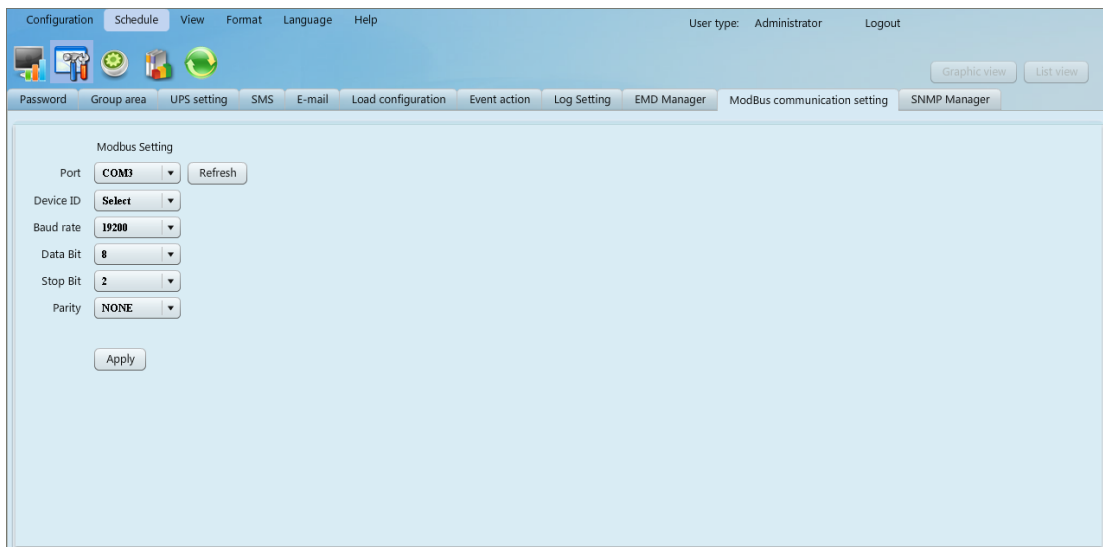 Configuration Schedule View Format Language Help User type: Administrator Logout
Graphic view List view
Password Group area UPS setting SMS E-mail Load configuration Event action Log Setting EMD Manager ModBus communication setting SNMP Manager
Modbus Setting
Port COM3 Refresh
Device ID Select
Baud rate 19200
Data Bit 8
Stop Bit 2
Parity NONE
Apply